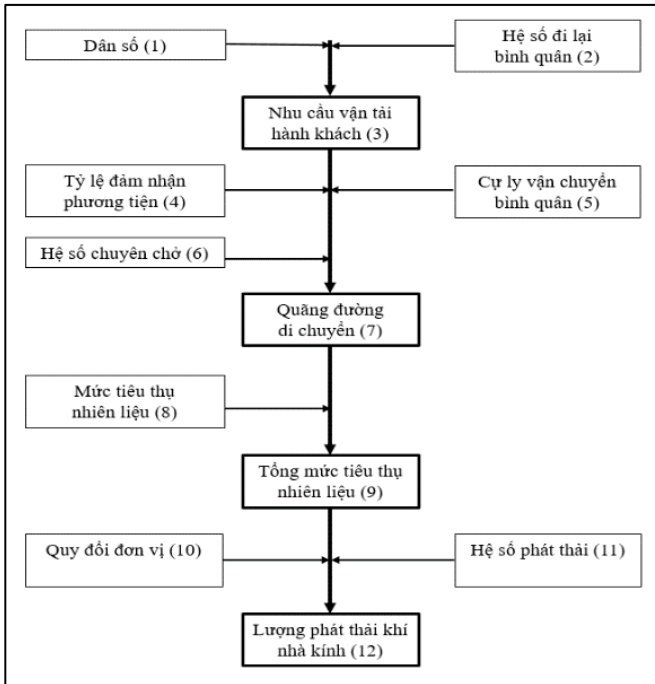 Dân số (1)
Hệ số đi lại
bình quân (2)
Nhu cầu vận tải
hành khách (3)
Tỷ lệ đảm nhận
phương tiện (4)
Cự ly vận chuyển
bình quân (5)
Hệ số chuyên chở (6)
Quãng đường
di chuyển (7)
Mức tiêu thụ
nhiên liệu (8)
Tổng mức tiêu thụ
nhiên liệu (9)
Quy đổi đơn vị (10)
Hệ số phát thải (11)
Lượng phát thải khí
nhà kính (12)